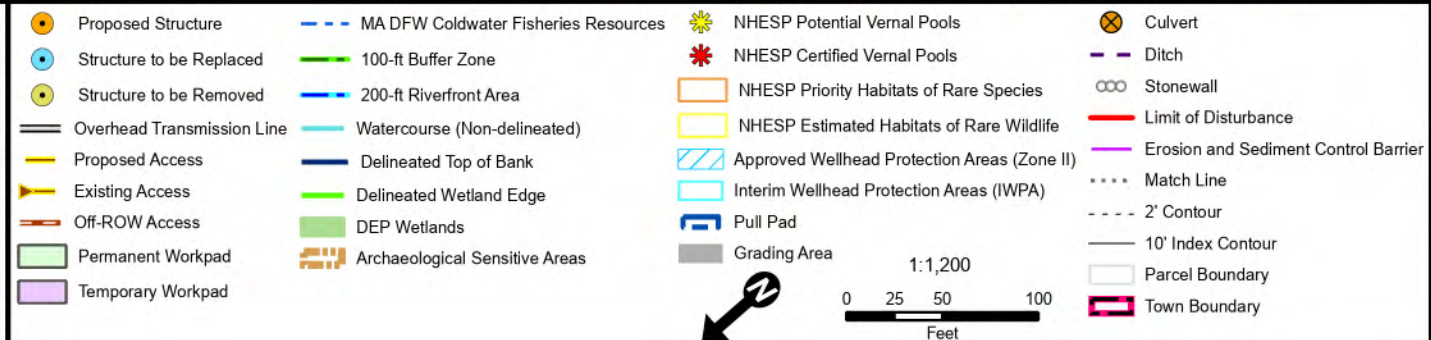 Proposed Structure
Structure to be Replaced
Structure to be Removed
Overhead Transmission Line
Proposed Access
Existing Access
Off-ROW Access
Permanent Workpad
Temporary Workpad
MA DFW Coldwater Fisheries Resources
100-ft Buffer Zone
200-ft Riverfront Area
Watercourse (Non-delineated)
Delineated Top of Bank
Delineated Wetland Edge
DEP Wetlands
Archaeological Sensitive Areas
NHESP Potential Vernal Pools
NHESP Certified Vernal Pools
NHESP Priority Habitats of Rare Species
NHESP Estimated Habitats of Rare Wildlife
Approved Wellhead Protection Areas (Zone II)
Interim Wellhead Protection Areas (IWPA)
Pull Pad
Grading Area
N
1:1,200
0 25 50 100
Feet
Culvert
Ditch
Stonewall
Limit of Disturbance
Erosion and Sediment Control Barrier
Match Line
2' Contour
10' Index Contour
Parcel Boundary
Town Boundary